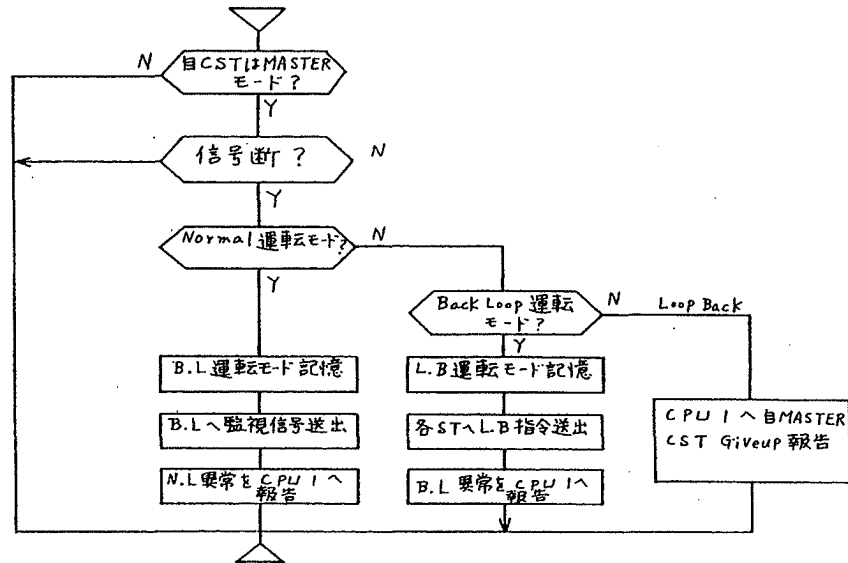 N
自CSTはMASTER
モード?
Y
信号断?
N
Y
Normal運転モード?
N
Y
Back Loop運転
モード?
N
Loop Back
Y
B.L運転モード記憶
L.B運転モード記憶
B.Lへ監視信号送出
各STへL.B指令送出
CPU1へ自MASTER
CST Giveup報告
N.L異常をCPU1へ
報告
B.L異常をCPU1へ
報告